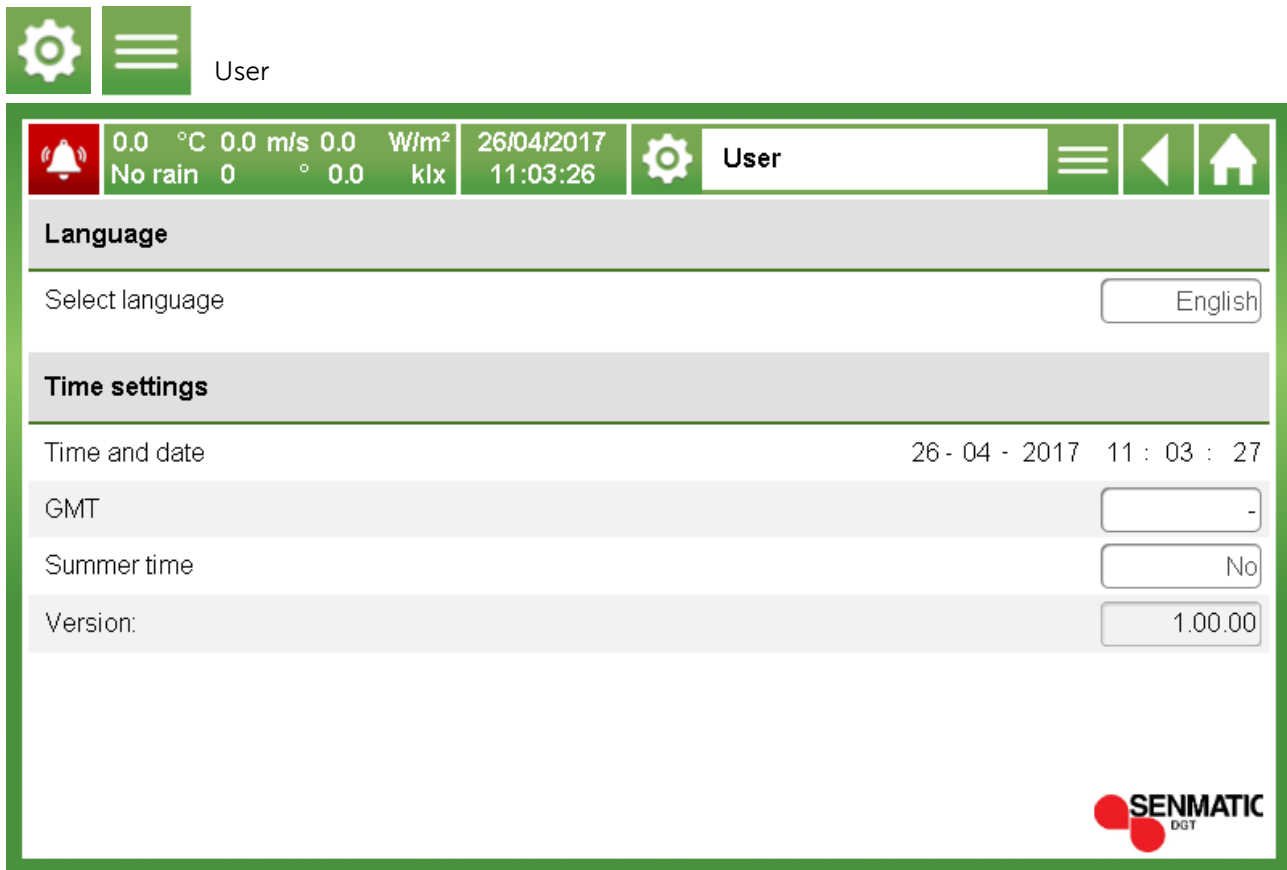 User
0.0 °C 0.0 m/s 0.0 W/m² 26/04/2017
User
No rain 0 ° 0.0 klx 11:03:26
Language
Select language English
Time settings
Time and date 26 - 04 - 2017 11 : 03 : 27
GMT -
Summer time No
Version: 1.00.00
SENMATIC
DGT